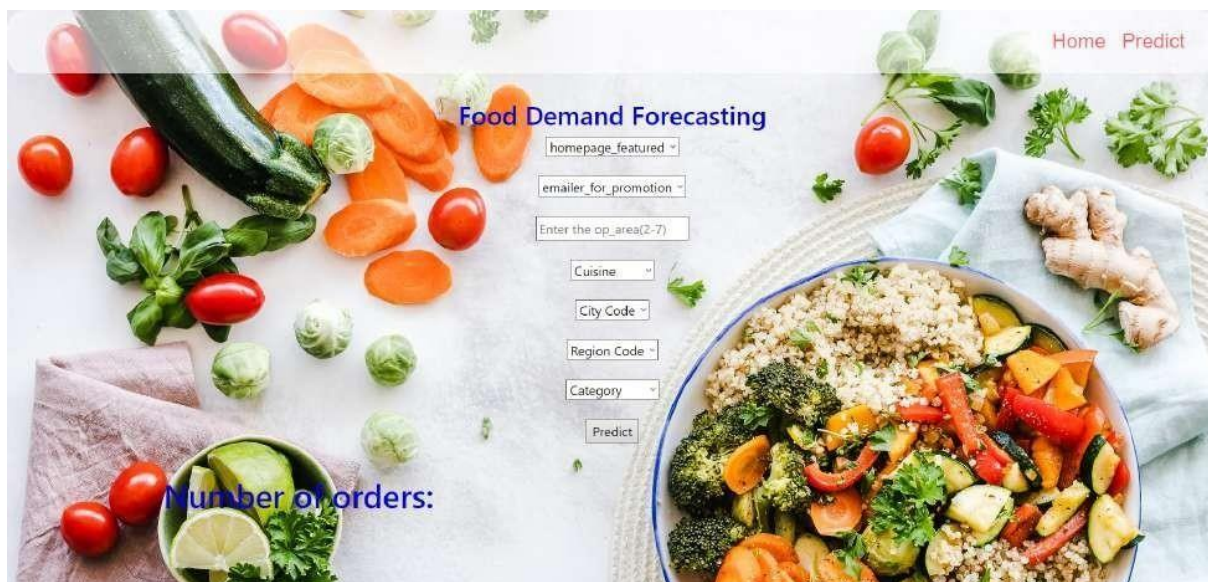 Home Predict
Food Demand Forecasting
homepage_featured
emailer_for_promotion
Enter the op_area(2-7)
Cuisine
City Code
Region Code
Category
Predict
Number of orders: